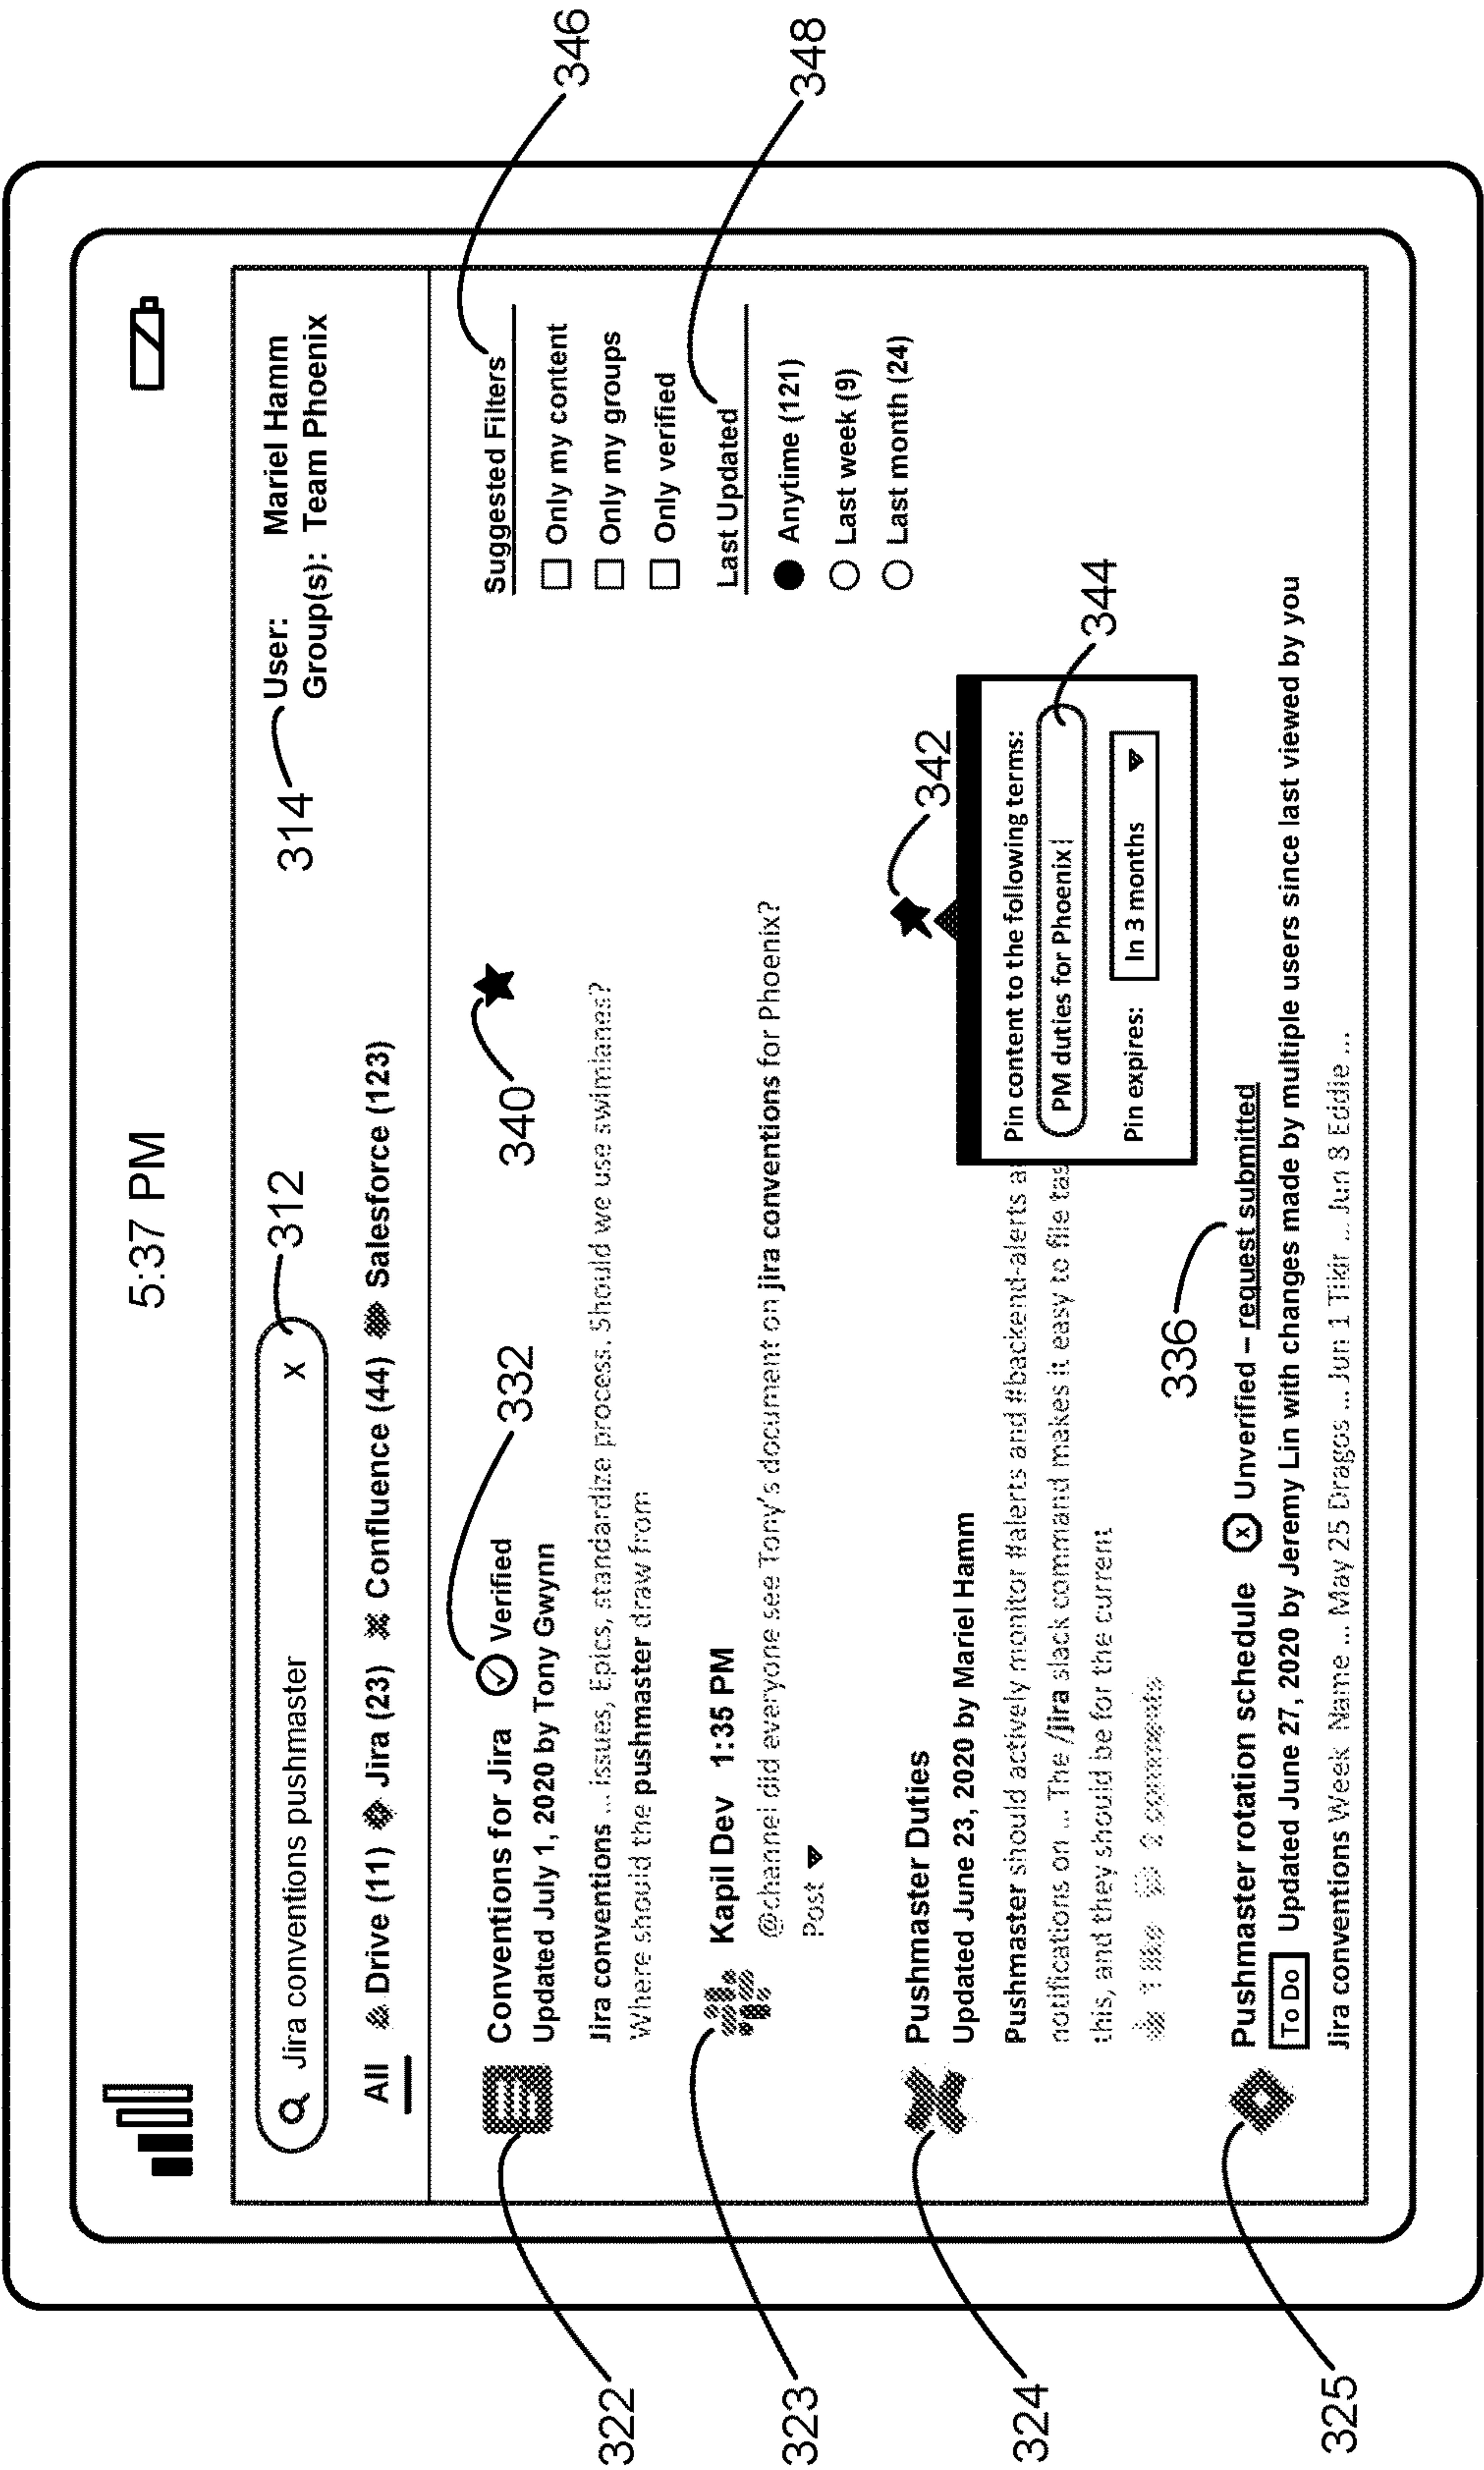 5:37 PM
Jira conventions pushmaster X
312
314
User: Mariel Hamm
Group(s): Team Phoenix
All Drive (11) Jira (23) Confluence (44) Salesforce (123)
346
348
332
340
Conventions for Jira Verified
Updated July 1, 2020 by Tony Gwynn
Jira conventions ... issues, Epics, standardize process. Should we use swimlanes?
Where should the pushmaster draw from
322
Kapil Dev 1:35 PM
@channel did everyone see Tony's document on jira conventions for Phoenix?
Post
323
Pushmaster Duties
Updated June 23, 2020 by Mariel Hamm
Pushmaster should actively monitor #alerts and #backend-alerts a
notifications on ... The /jira slack command makes it easy to file tas
this, and they should be for the current
1 like 2 comments
324
342
Pin content to the following terms:
PM duties for Phoenix
344
Pin expires: In 3 months
336
Pushmaster rotation schedule x Unverified – request submitted
To Do Updated June 27, 2020 by Jeremy Lin with changes made by multiple users since last viewed by you
Jira conventions Week Name ... May 25 Dragos ... Jun 1 Tikir ... Jun 8 Eddie ...
325
Suggested Filters
Only my content
Only my groups
Only verified
Last Updated
Anytime (121)
Last week (9)
Last month (24)